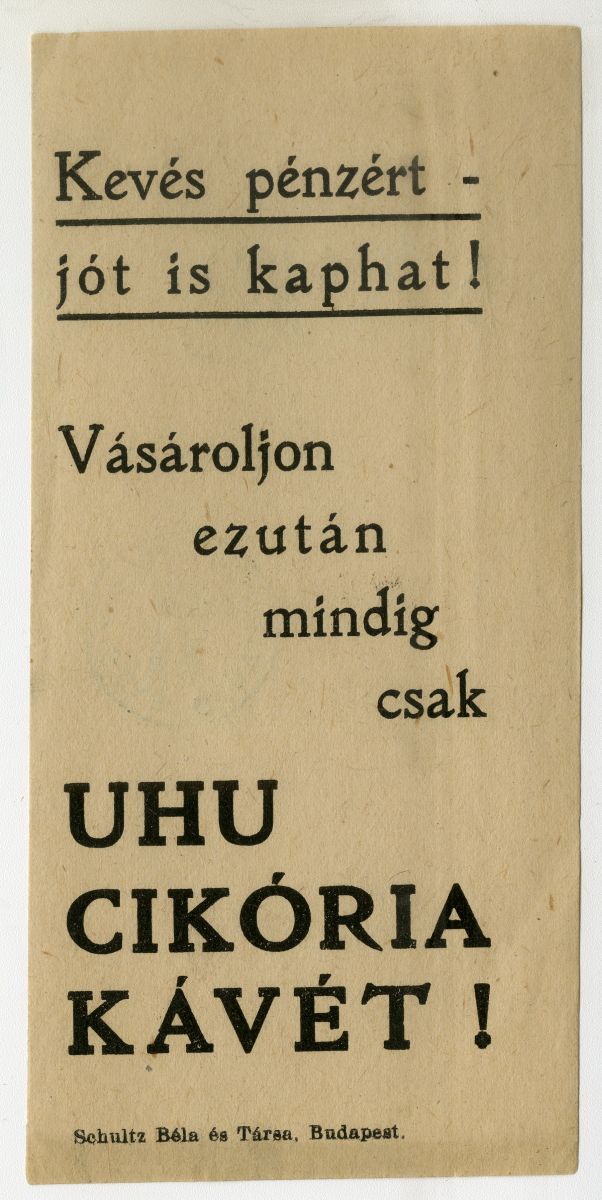 Kevés pénzért -
jót is kaphat!
Vásároljon
ezután
mindig
csak
UHU
CIKÓRIA
KÁVÉT !
Schultz Béla és Társa, Budapest.